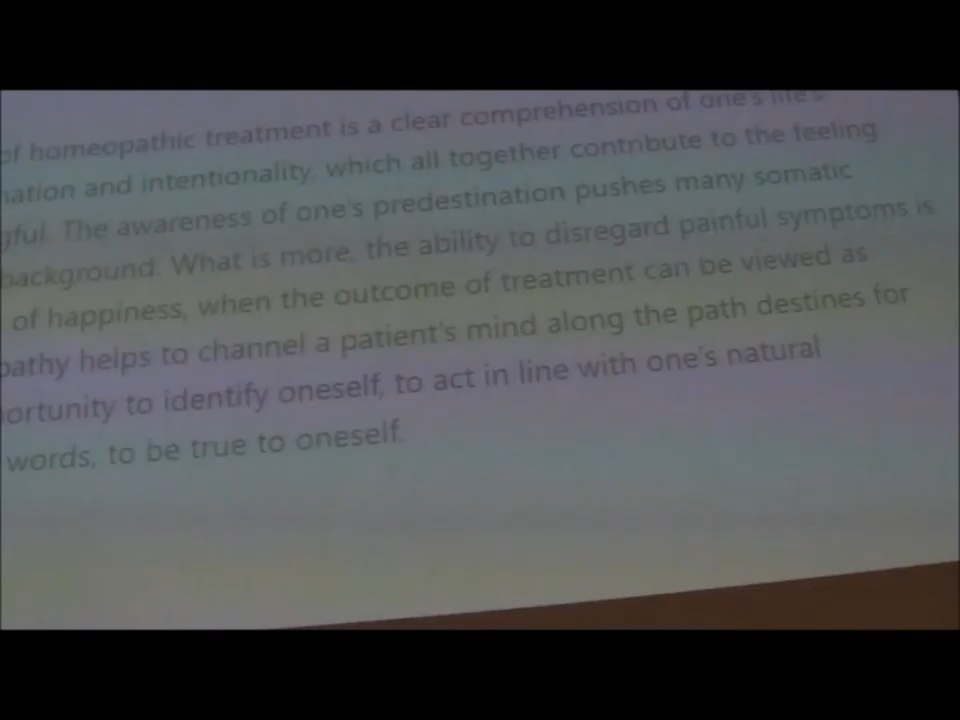 of homeopathic treatment is a clear comprehension of one's life's
and intentionality, which all together contribute to the feeling
The awareness of one's predestination pushes many somatic
background. What is more, the ability to disregard painful symptoms is
of happiness, when the outcome of treatment can be viewed as
pathy helps to channel a patient's mind along the path destines for
ortunity to identify oneself, to act in line with one's natural
words, to be true to oneself.